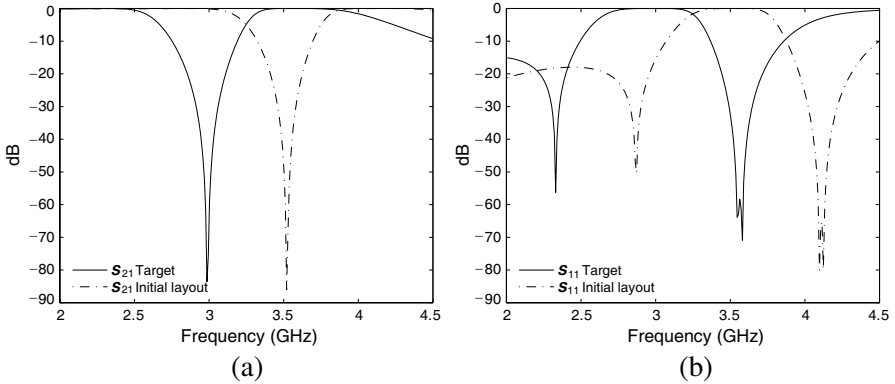 0
−10
−20
−30
−40
−50
−60
−70
−80
−90
dB
S21 Target
S21 Initial layout
2 2.5 3 3.5 4 4.5
Frequency (GHz)
(a)
0
−10
−20
−30
−40
−50
−60
−70
−80
−90
dB
S11 Target
S11 Initial layout
2 2.5 3 3.5 4 4.5
Frequency (GHz)
(b)